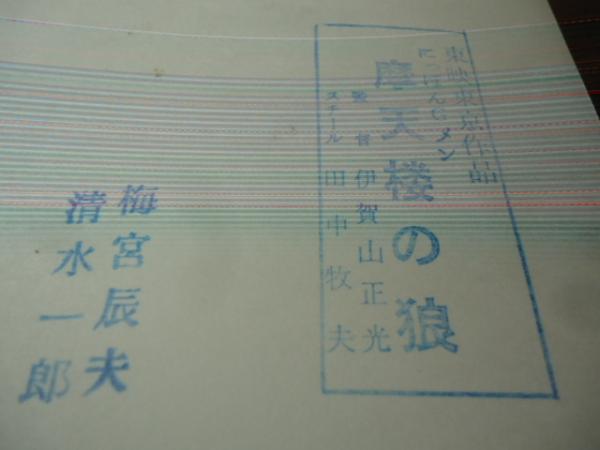 東映東京作品
にっぽんGメン
摩天楼の狼
監督 伊賀山正光
スチール 田中牧夫
梅宮辰夫
清水一郎